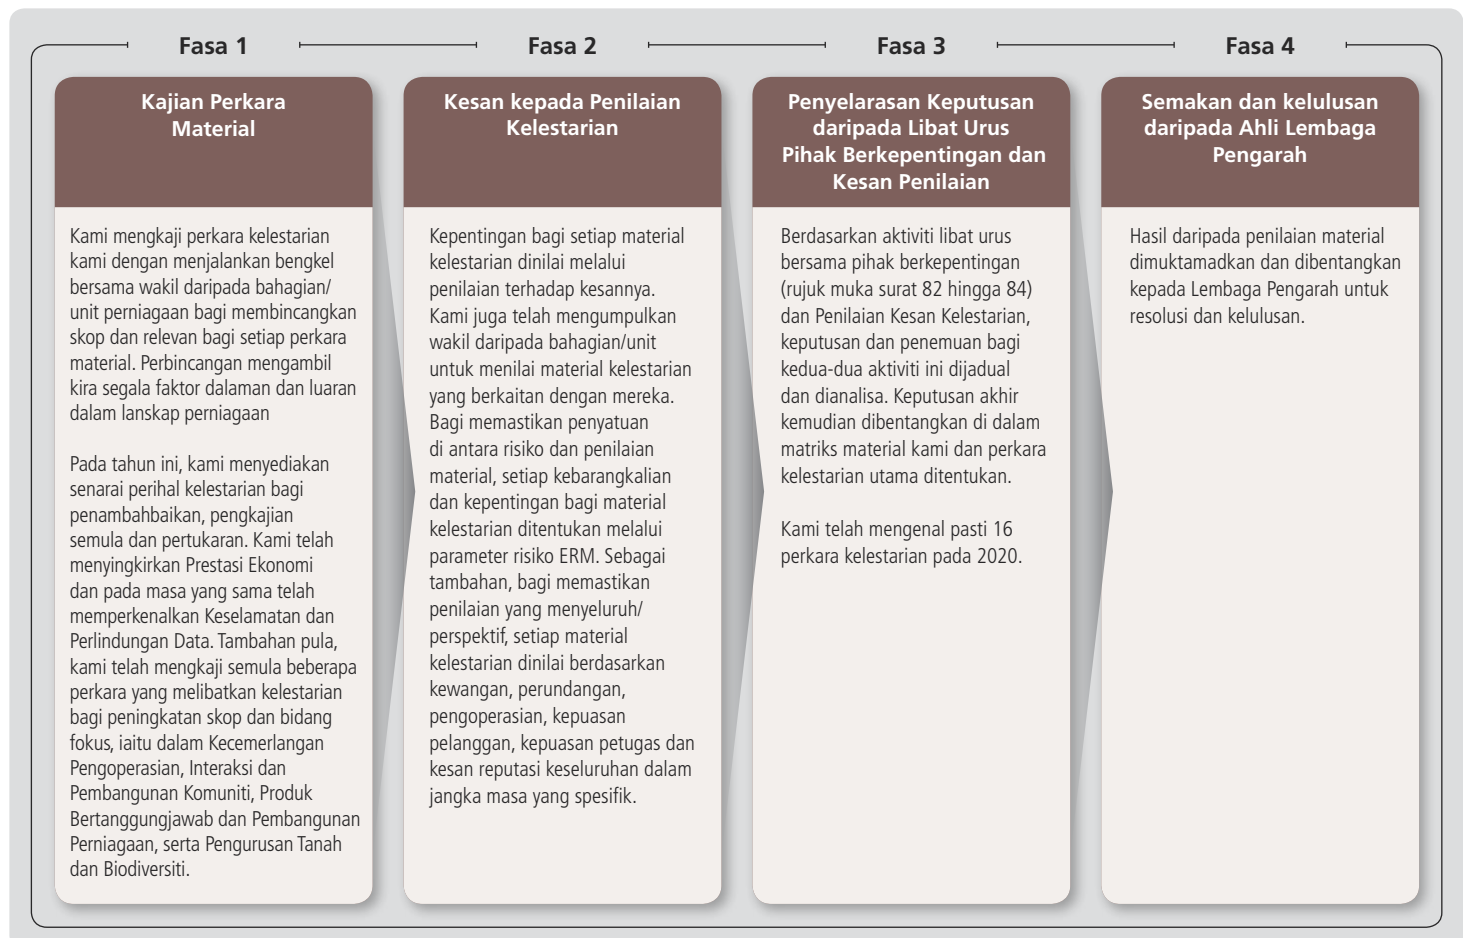 Fasa 1
Kajian Perkara
Material
Kami mengkaji perkara kelestarian
kami dengan menjalankan bengkel
bersama wakil daripada bahagian/
unit perniagaan bagi membincangkan
skop dan relevan bagi setiap perkara
material. Perbincangan mengambil
kira segala faktor dalaman dan luaran
dalam lanskap perniagaan
Pada tahun ini, kami menyediakan
senarai perihal kelestarian bagi
penambahbaikan, pengkajian
semula dan pertukaran. Kami telah
menyingkirkan Prestasi Ekonomi
dan pada masa yang sama telah
memperkenalkan Keselamatan dan
Perlindungan Data. Tambahan pula,
kami telah mengkaji semula beberapa
perkara yang melibatkan kelestarian
bagi peningkatan skop dan bidang
fokus, iaitu dalam Kecemerlangan
Pengoperasian, Interaksi dan
Pembangunan Komuniti, Produk
Bertanggungjawab dan Pembangunan
Perniagaan, serta Pengurusan Tanah
dan Biodiversiti.
Fasa 2
Kesan kepada Penilaian
Kelestarian
Kepentingan bagi setiap material
kelestarian dinilai melalui
penilaian terhadap kesannya.
Kami juga telah mengumpulkan
wakil daripada bahagian/unit
untuk menilai material kelestarian
yang berkaitan dengan mereka.
Bagi memastikan penyatuan
di antara risiko dan penilaian
material, setiap kebarangkalian
dan kepentingan bagi material
kelestarian ditentukan melalui
parameter risiko ERM. Sebagai
tambahan, bagi memastikan
penilaian yang menyeluruh/
perspektif, setiap material
kelestarian dinilai berdasarkan
kewangan, perundangan,
pengoperasian, kepuasan
pelanggan, kepuasan petugas dan
kesan reputasi keseluruhan dalam
jangka masa yang spesifik.
Fasa 3
Penyelarasan Keputusan
daripada Libat Urus
Pihak Berkepentingan dan
Kesan Penilaian
Berdasarkan aktiviti libat urus
bersama pihak berkepentingan
(rujuk muka surat 82 hingga 84)
dan Penilaian Kesan Kelestarian,
keputusan dan penemuan bagi
kedua-dua aktiviti ini dijadual
dan dianalisa. Keputusan akhir
kemudian dibentangkan di dalam
matriks material kami dan perkara
kelestarian utama ditentukan.
Kami telah mengenal pasti 16
perkara kelestarian pada 2020.
Fasa 4
Semakan dan kelulusan
daripada Ahli Lembaga
Pengarah
Hasil daripada penilaian material
dimuktamadkan dan dibentangkan
kepada Lembaga Pengarah untuk
resolusi dan kelulusan.